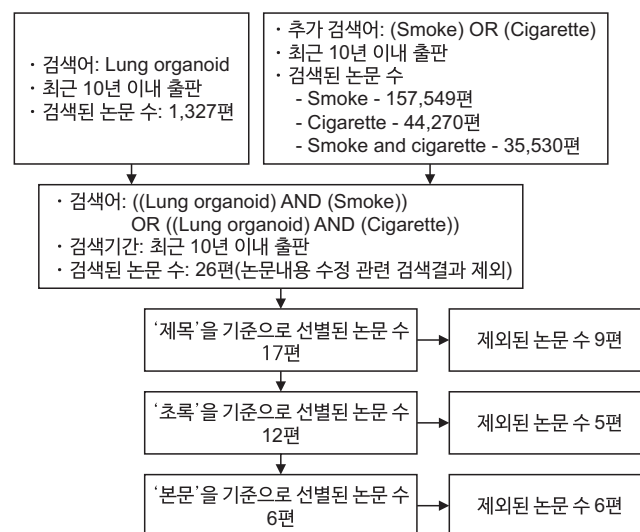 · 검색어: Lung organoid
· 최근 10년 이내 출판
· 검색된 논문 수: 1,327편
· 추가 검색어: (Smoke) OR (Cigarette)
· 최근 10년 이내 출판
· 검색된 논문 수
- Smoke - 157,549편
- Cigarette - 44,270편
- Smoke and cigarette - 35,530편
· 검색어: ((Lung organoid) AND (Smoke))
OR ((Lung organoid) AND (Cigarette))
· 검색기간: 최근 10년 이내 출판
· 검색된 논문 수: 26편(논문내용 수정 관련 검색결과 제외)
‘제목’을 기준으로 선별된 논문 수
17편
제외된 논문 수 9편
‘초록’을 기준으로 선별된 논문 수
12편
제외된 논문 수 5편
‘본문’을 기준으로 선별된 논문 수
6편
제외된 논문 수 6편